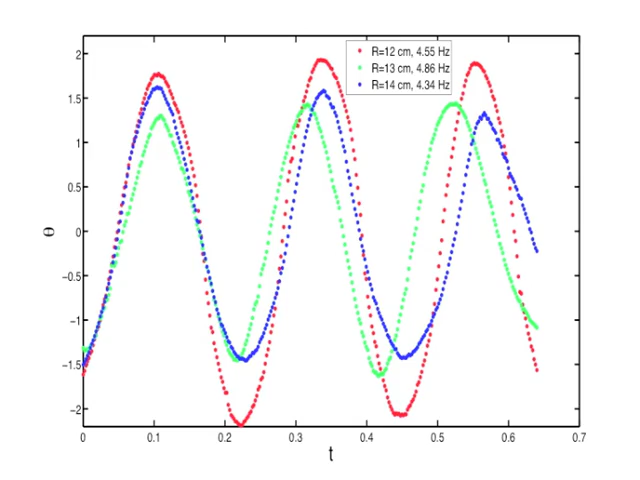 R=12 cm, 4.55 Hz
R=13 cm, 4.86 Hz
R=14 cm, 4.34 Hz
2
1.5
1
0.5
0
−0.5
−1
−1.5
−2
θ
0 0.1 0.2 0.3 0.4 0.5 0.6 0.7
t